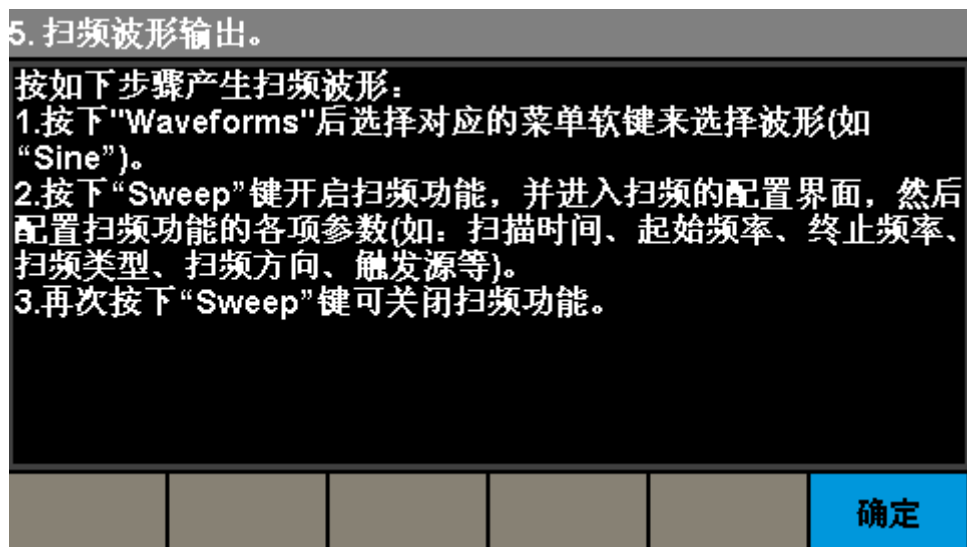 5. 扫频波形输出。
按如下步骤产生扫频波形：
1.按下"Waveforms"后选择对应的菜单软键来选择波形(如
“Sine”)。
2.按下“Sweep”键开启扫频功能，并进入扫频的配置界面，然后
配置扫频功能的各项参数(如：扫描时间、起始频率、终止频率、
扫频类型、扫频方向、触发源等)。
3.再次按下“Sweep”键可关闭扫频功能。
确定